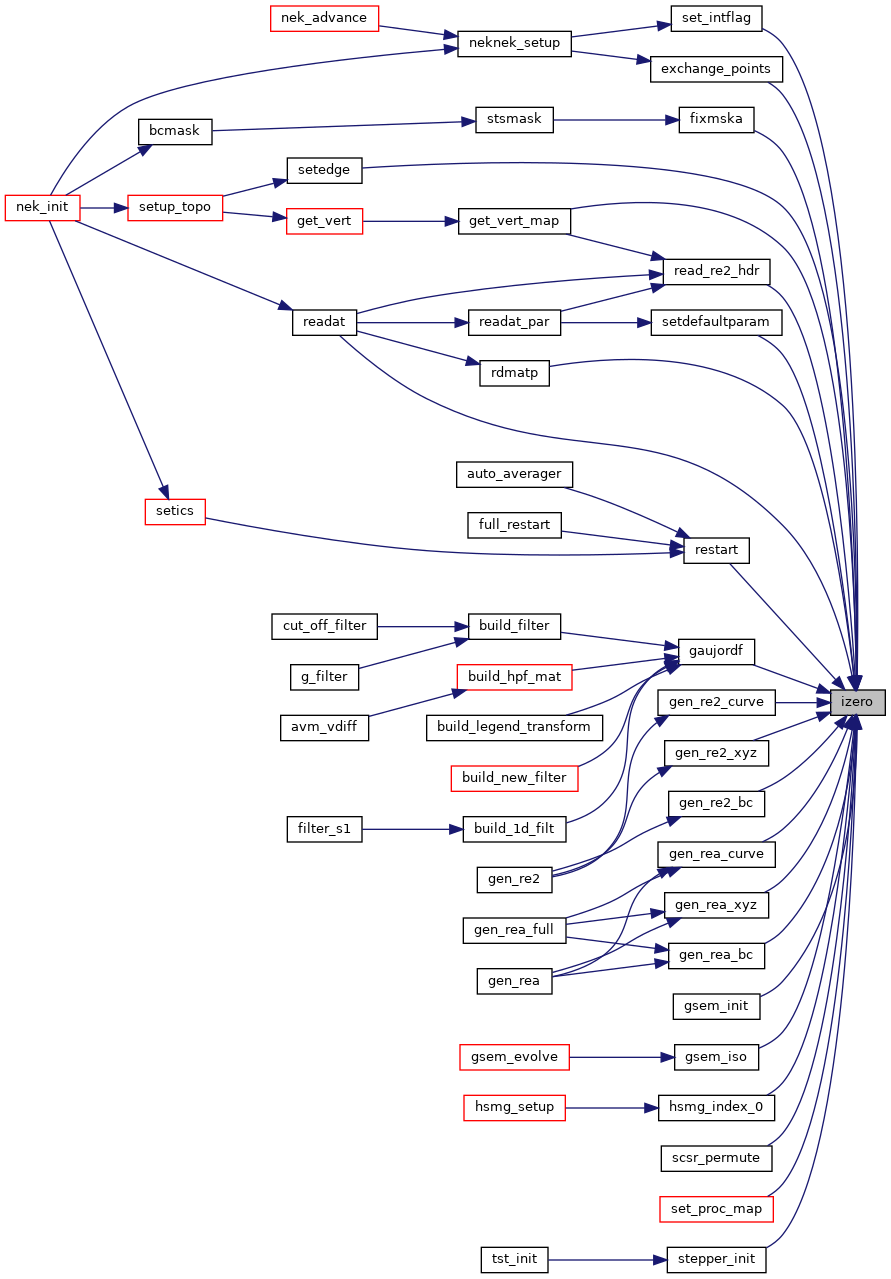 nek_advance
set_intflag
neknek_setup
exchange_points
bcmask
stsmask
fixmska
setedge
nek_init
setup_topo
get_vert
get_vert_map
read_re2_hdr
readat
readat_par
setdefaultparam
rdmatp
auto_averager
setics
full_restart
restart
cut_off_filter
build_filter
gaujordf
g_filter
build_hpf_mat
gen_re2_curve
izero
avm_vdiff
build_legend_transform
gen_re2_xyz
build_new_filter
gen_re2_bc
filter_s1
build_1d_filt
gen_rea_curve
gen_re2
gen_rea_xyz
gen_rea_full
gen_rea_bc
gen_rea
gsem_init
gsem_evolve
gsem_iso
hsmg_setup
hsmg_index_0
scsr_permute
set_proc_map
tst_init
stepper_init